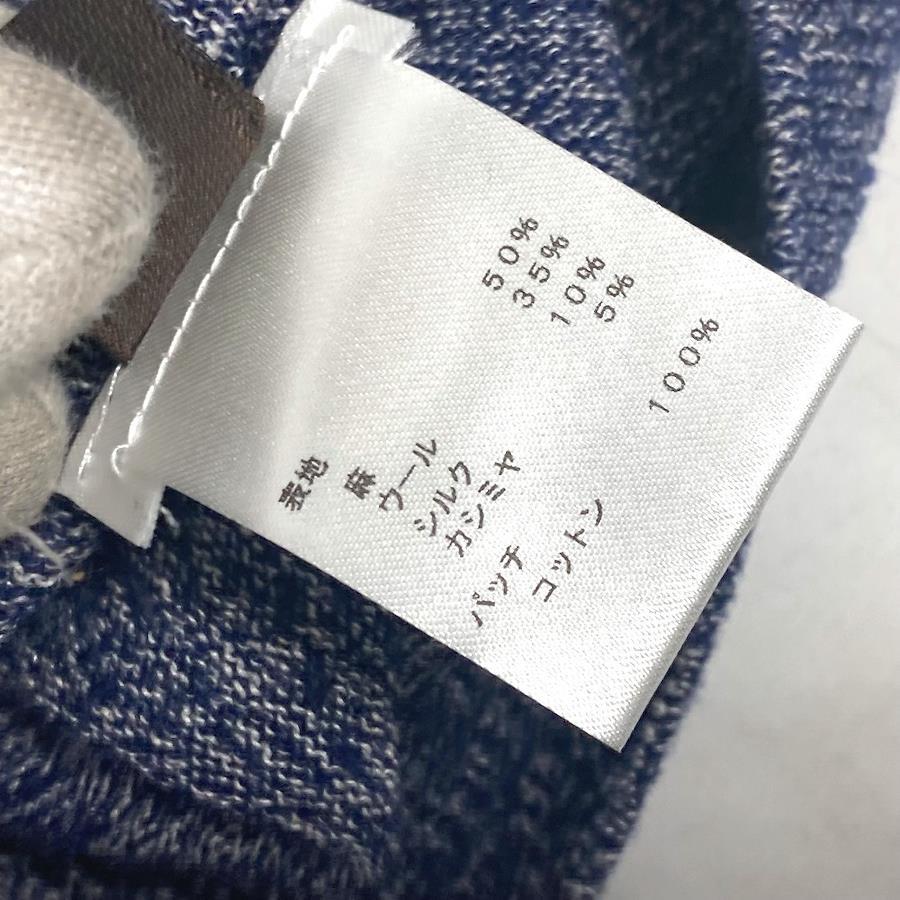 表地
麻 50%
ウール 35%
シルク 10%
カシミヤ 5%
パッチ
コットン 100%